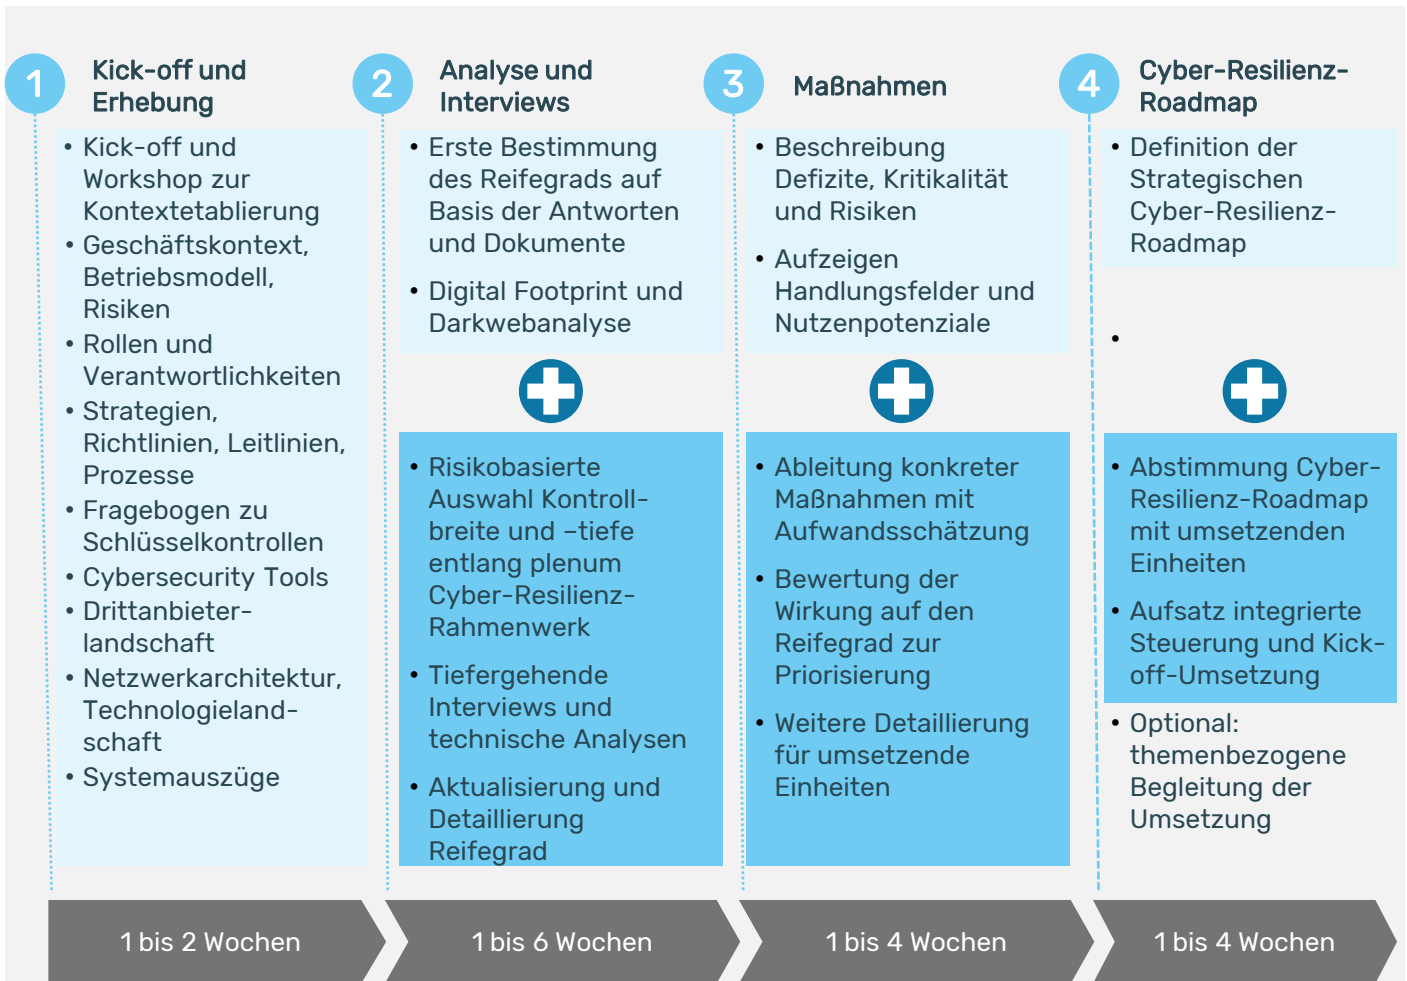 1
Kick-off und
Erhebung
• Kick-off und
Workshop zur
Kontextetablierung
• Geschäftskontext,
Betriebsmodell,
Risiken
• Rollen und
Verantwortlichkeiten
• Strategien,
Richtlinien, Leitlinien,
Prozesse
• Fragebogen zu
Schlüsselkontrollen
• Cybersecurity Tools
• Drittanbieter-
landschaft
• Netzwerkarchitektur,
Technologieland-
schaft
• Systemauszüge
1 bis 2 Wochen
2
Analyse und
Interviews
• Erste Bestimmung
des Reifegrads auf
Basis der Antworten
und Dokumente
• Digital Footprint und
Darkwebanalyse
• Risikobasierte
Auswahl Kontroll-
breite und –tiefe
entlang plenum
Cyber-Resilienz-
Rahmenwerk
• Tiefergehende
Interviews und
technische Analysen
• Aktualisierung und
Detaillierung
Reifegrad
1 bis 6 Wochen
3
Maßnahmen
• Beschreibung
Defizite, Kritikalität
und Risiken
• Aufzeigen
Handlungsfelder und
Nutzenpotenziale
• Ableitung konkreter
Maßnahmen mit
Aufwandsschätzung
• Bewertung der
Wirkung auf den
Reifegrad zur
Priorisierung
• Weitere Detaillierung
für umsetzende
Einheiten
1 bis 4 Wochen
4
Cyber-Resilienz-
Roadmap
• Definition der
Strategischen
Cyber-Resilienz-
Roadmap
•
• Abstimmung Cyber-
Resilienz-Roadmap
mit umsetzenden
Einheiten
• Aufsatz integrierte
Steuerung und Kick-
off-Umsetzung
• Optional:
themenbezogene
Begleitung der
Umsetzung
1 bis 4 Wochen